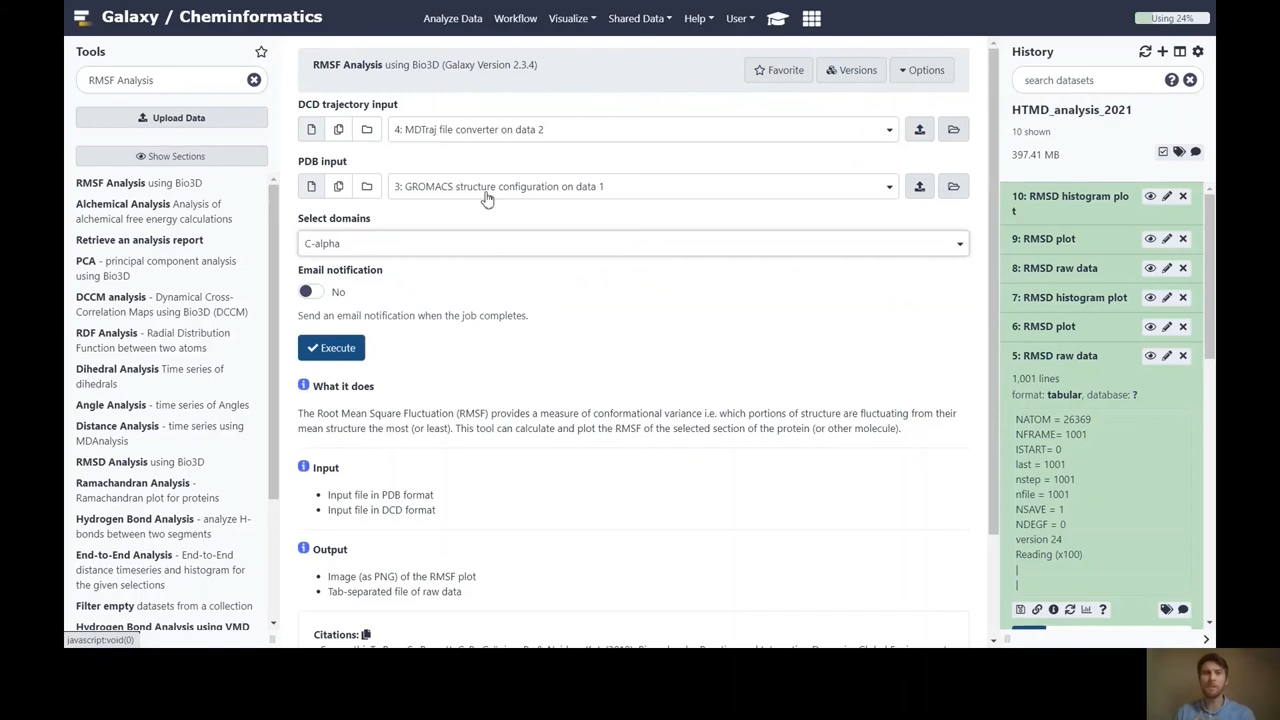 Galaxy / Cheminformatics
Analyze Data
Workflow
Visualize
Shared Data
Help
User
Using 24%
Tools
RMSF Analysis
Upload Data
Show Sections
RMSF Analysis using Bio3D
Alchemical Analysis Analysis of
alchemical free energy calculations
Retrieve an analysis report
PCA - principal component analysis
using Bio3D
DCCM analysis - Dynamical Cross-
Correlation Maps using Bio3D (DCCM)
RDF Analysis - Radial Distribution
Function between two atoms
Dihedral Analysis Time series of
dihedrals
Angle Analysis - time series of Angles
Distance Analysis - time series using
MDAnalysis
RMSD Analysis using Bio3D
Ramachandran Analysis -
Ramachandran plot for proteins
Hydrogen Bond Analysis - analyze H-
bonds between two segments
End-to-End Analysis - End-to-End
distance timeseries and histogram for
the given selections
Filter empty datasets from a collection
Hydrogen Bond Analysis using VMD
javascript:void(0)
RMSF Analysis using Bio3D (Galaxy Version 2.3.4)
Favorite
Versions
Options
DCD trajectory input
4: MDTraj file converter on data 2
PDB input
3: GROMACS structure configuration on data 1
Select domains
C-alpha
Email notification
No
Send an email notification when the job completes.
Execute
What it does
The Root Mean Square Fluctuation (RMSF) provides a measure of conformational variance i.e. which portions of structure are fluctuating from their
mean structure the most (or least). This tool can calculate and plot the RMSF of the selected section of the protein (or other molecule).
Input
Input file in PDB format
Input file in DCD format
Output
Image (as PNG) of the RMSF plot
Tab-separated file of raw data
Citations:
History
search datasets
HTMD_analysis_2021
10 shown
397.41 MB
10: RMSD histogram plo
t
9: RMSD plot
8: RMSD raw data
7: RMSD histogram plot
6: RMSD plot
5: RMSD raw data
1,001 lines
format: tabular, database: ?
NATOM = 26369
NFRAME= 1001
ISTART= 0
last = 1001
nstep = 1001
nfile = 1001
NSAVE = 1
NDEGF = 0
version 24
Reading (x100)
|
|